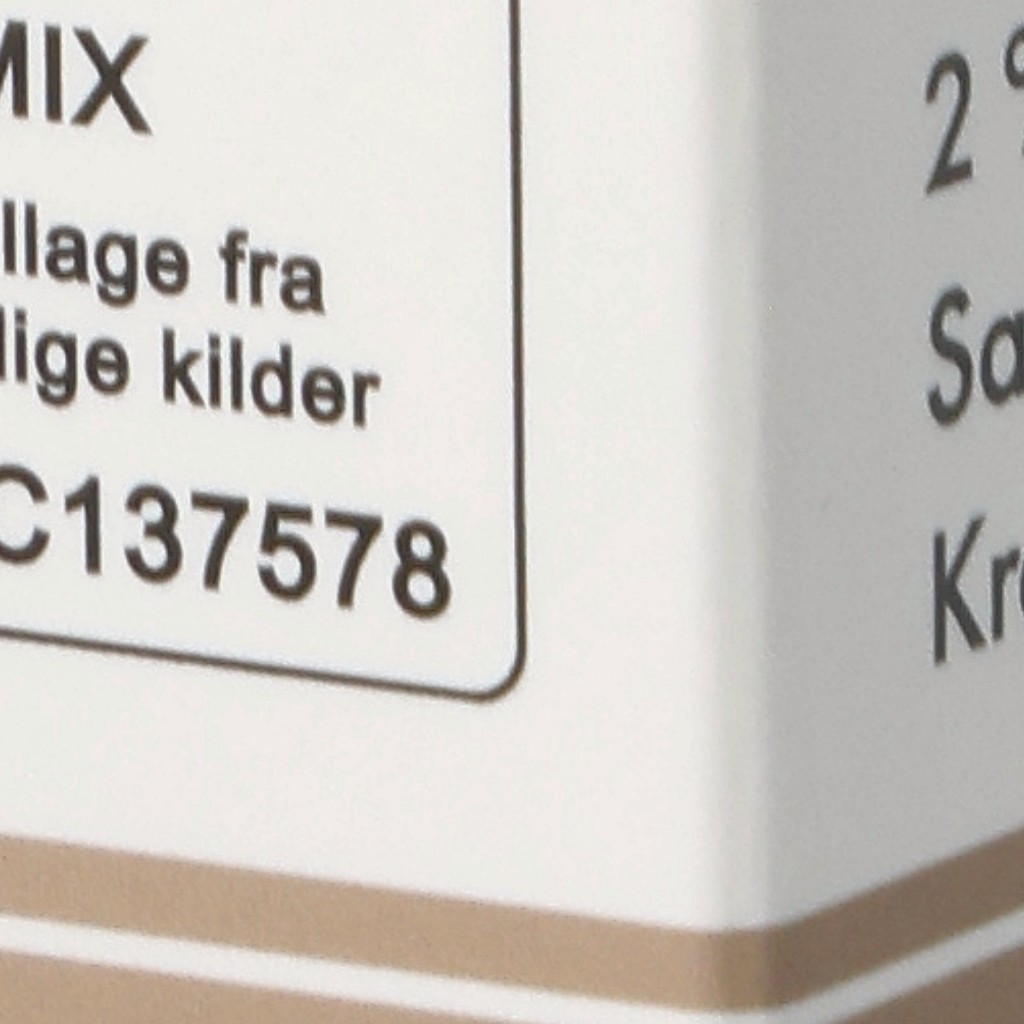 MIX
llage fra
lige kilder
C137578
2 %
Sa
Kr